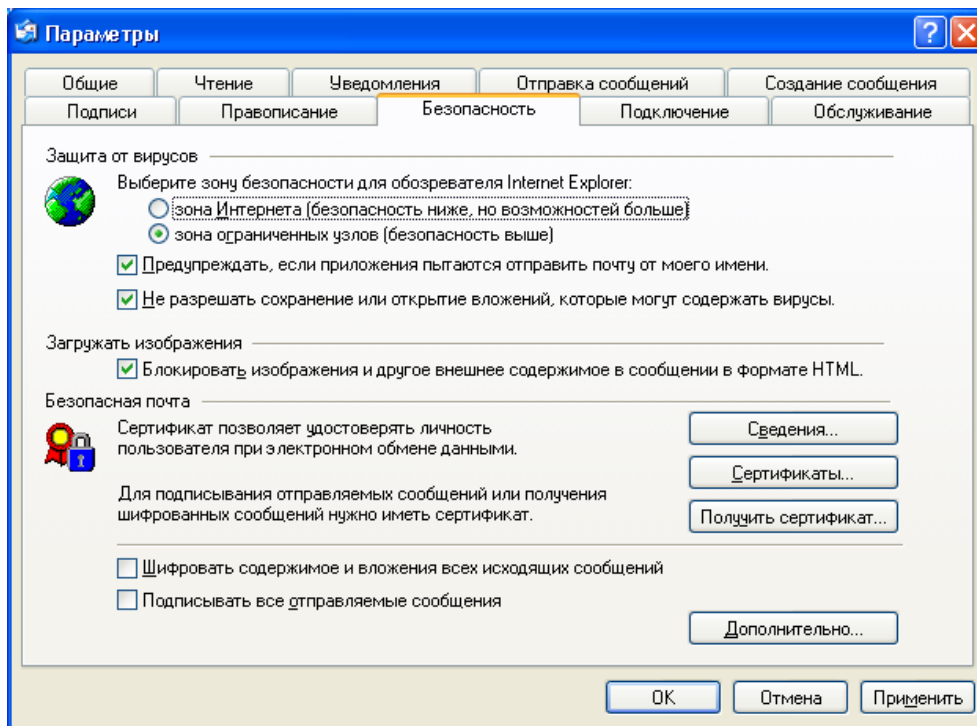 Параметры
Общие Чтение Уведомления Отправка сообщений Создание сообщения
Подписи Правописание Безопасность Подключение Обслуживание
Защита от вирусов
Выберите зону безопасности для обозревателя Internet Explorer:
зона Интернета (безопасность ниже, но возможностей больше)
зона ограниченных узлов (безопасность выше)
Предупреждать, если приложения пытаются отправить почту от моего имени.
Не разрешать сохранение или открытие вложений, которые могут содержать вирусы.
Загружать изображения
Блокировать изображения и другое внешнее содержимое в сообщении в формате HTML.
Безопасная почта
Сертификат позволяет удостоверять личность
пользователя при электронном обмене данными.
Сведения...
Сертификаты...
Для подписывания отправляемых сообщений или получения
шифрованных сообщений нужно иметь сертификат.
Получить сертификат...
Шифровать содержимое и вложения всех исходящих сообщений
Подписывать все отправляемые сообщения
Дополнительно...
OK Отмена Применить